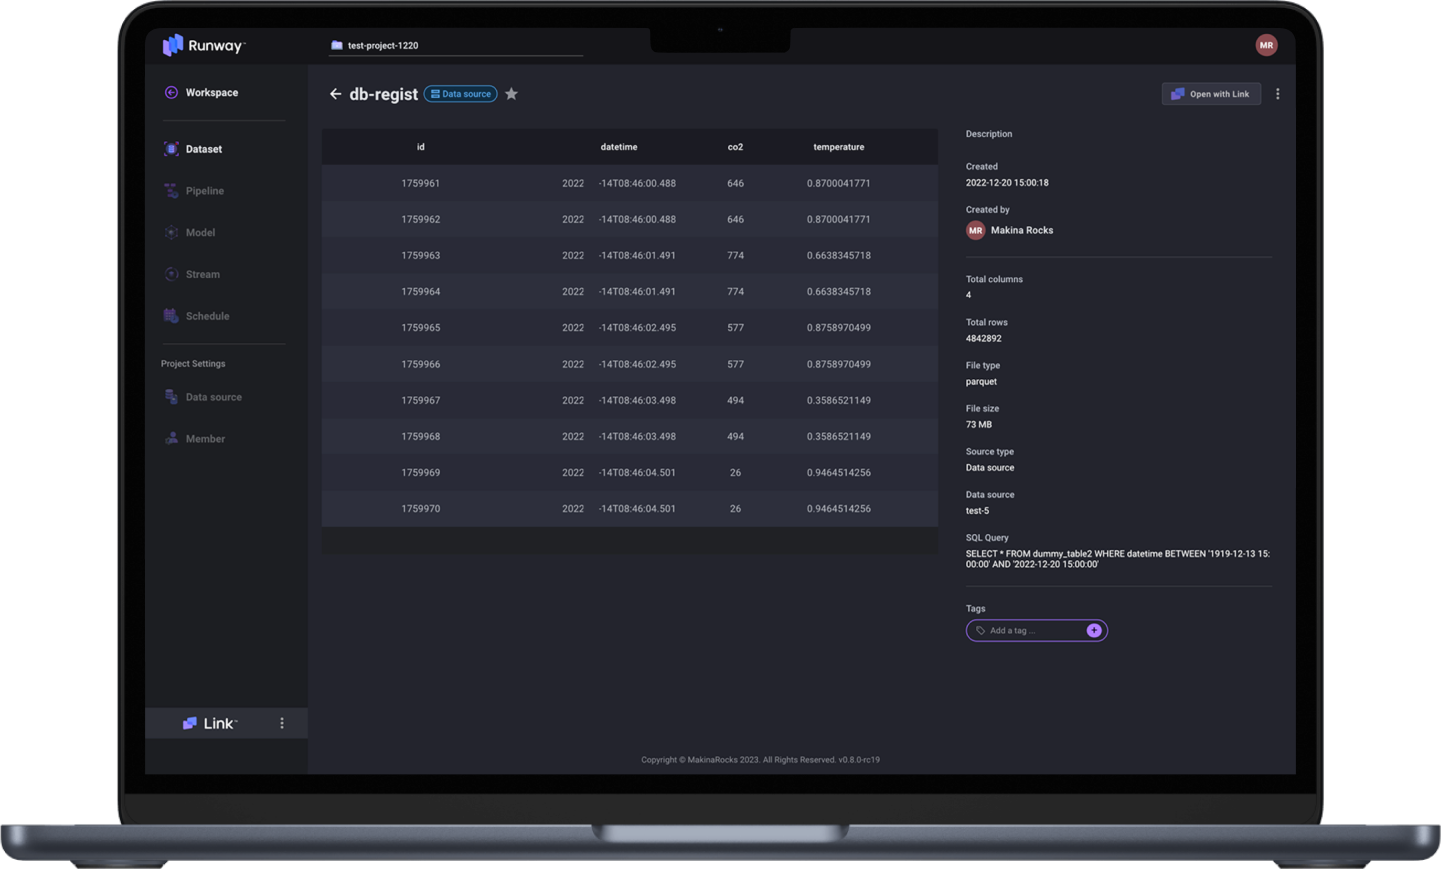 Runway™
test-project-1220
MR
Workspace
db-regist
Data source
Open with Link
Dataset
Pipeline
Model
Stream
Schedule
Project Settings
Data source
Member
Link™
id datetime co2 temperature
1759961 2022 -14T08:46:00.488 646 0.8700041771
1759962 2022 -14T08:46:00.488 646 0.8700041771
1759963 2022 -14T08:46:01.491 774 0.6638345718
1759964 2022 -14T08:46:01.491 774 0.6638345718
1759965 2022 -14T08:46:02.495 577 0.8758970499
1759966 2022 -14T08:46:02.495 577 0.8758970499
1759967 2022 -14T08:46:03.498 494 0.3586521149
1759968 2022 -14T08:46:03.498 494 0.3586521149
1759969 2022 -14T08:46:04.501 26 0.9464514256
1759970 2022 -14T08:46:04.501 26 0.9464514256
Description
Created
2022-12-20 15:00:18
Created by
MR Makina Rocks
Total columns
4
Total rows
4842892
File type
parquet
File size
73 MB
Source type
Data source
Data source
test-5
SQL Query
SELECT * FROM dummy_table2 WHERE datetime BETWEEN '1919-12-13 15:
00:00' AND '2022-12-20 15:00:00'
Tags
Add a tag ...
Copyright © MakinaRocks 2023. All Rights Reserved. v0.8.0-rc19